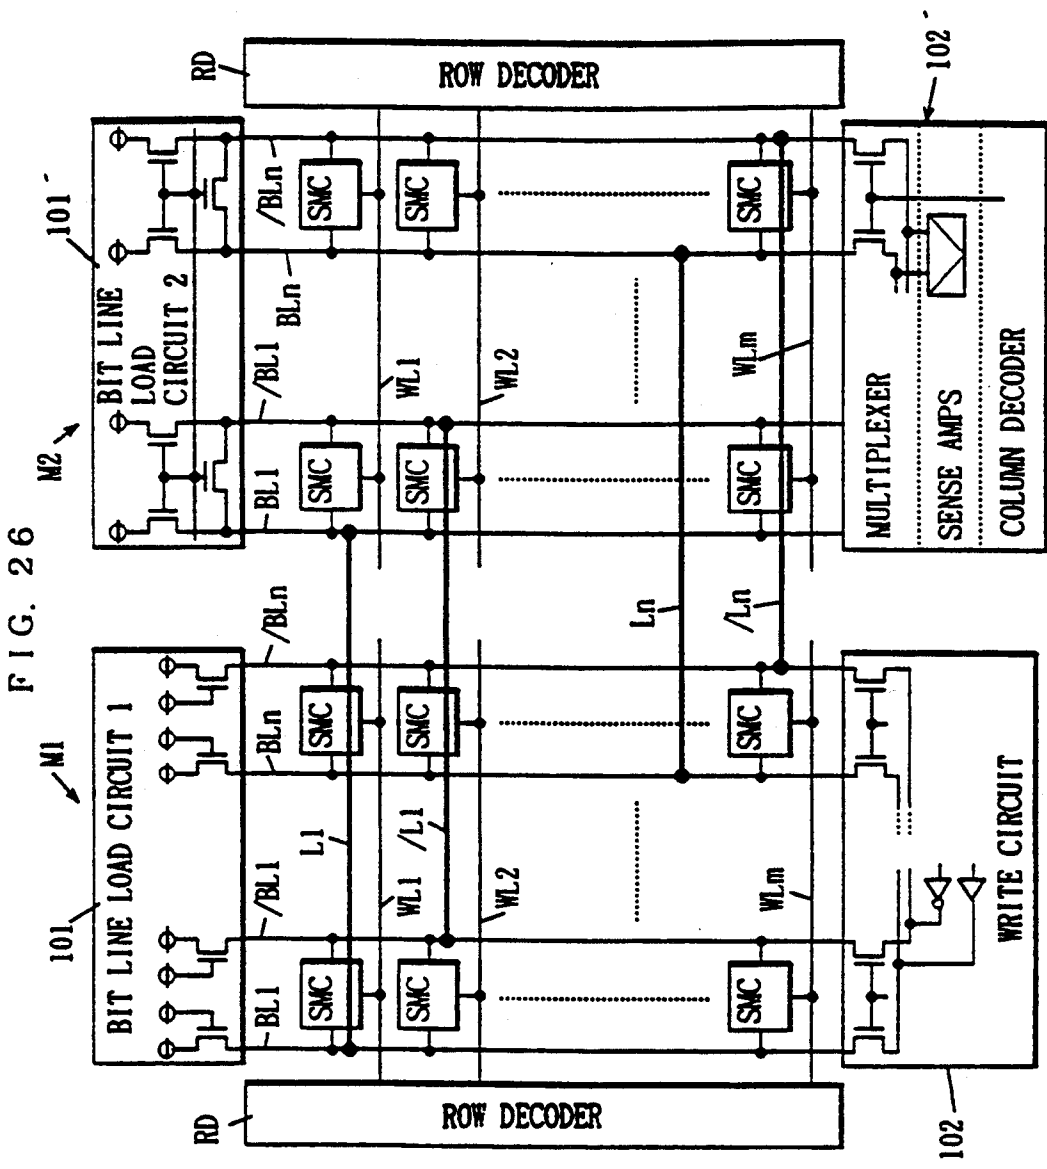 FIG. 26
M1
M2
101
101'
BIT LINE LOAD CIRCUIT 1
BIT LINE
LOAD
CIRCUIT 2
RD
ROW DECODER
BL1
/BL1
BLn
/BLn
BL1
/BL1
BLn
/BLn
RD
ROW DECODER
SMC
SMC
SMC
SMC
SMC
SMC
SMC
SMC
SMC
SMC
SMC
SMC
L1
/L1
Ln
/Ln
WL1
WL2
WLm
WL1
WL2
WLm
102
WRITE CIRCUIT
102'
MULTIPLEXER
SENSE AMPS
COLUMN DECODER